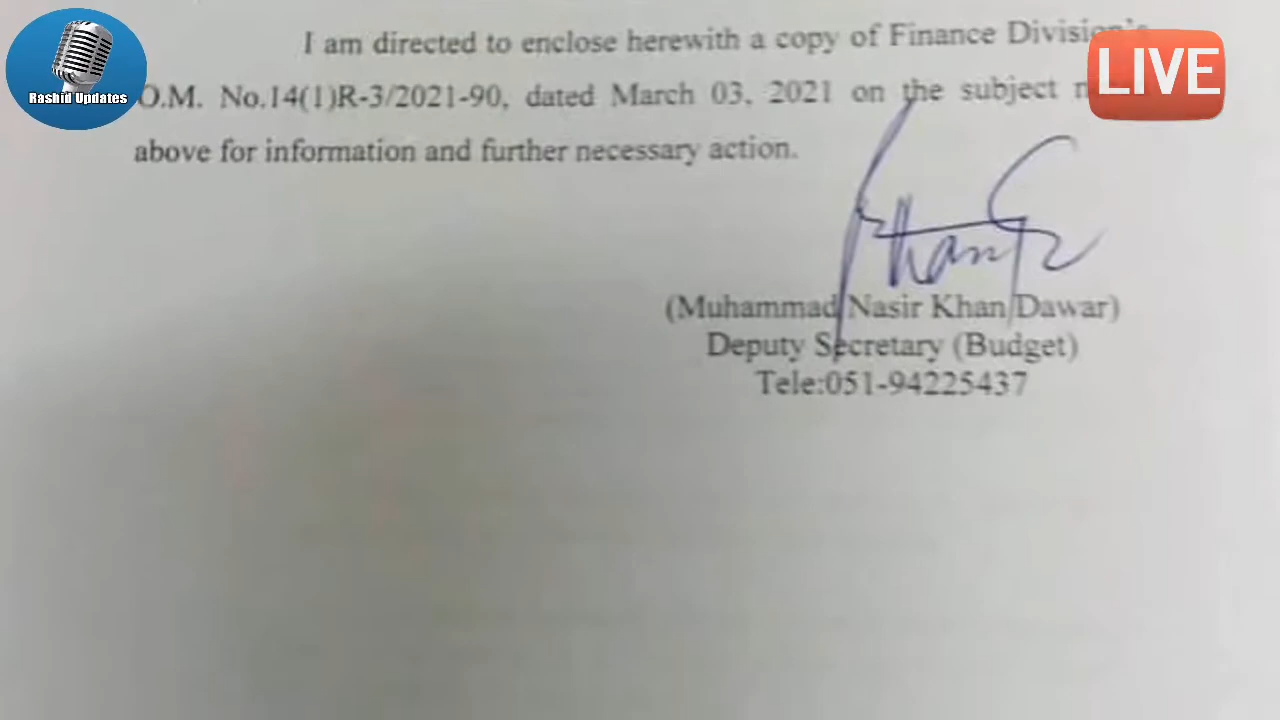 Rashid Updates
LIVE
I am directed to enclose herewith a copy of Finance Division's
O.M. No.14(1)R-3/2021-90, dated March 03, 2021 on the subject
above for information and further necessary action.
(Muhammad Nasir Khan Dawar)
Deputy Secretary (Budget)
Tele:051-94225437